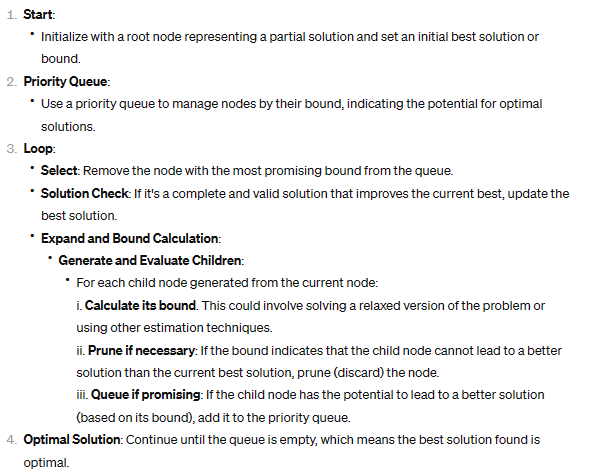 1. Start:
• Initialize with a root node representing a partial solution and set an initial best solution or
bound.
2. Priority Queue:
• Use a priority queue to manage nodes by their bound, indicating the potential for optimal
solutions.
3. Loop:
• Select: Remove the node with the most promising bound from the queue.
• Solution Check: If it's a complete and valid solution that improves the current best, update the
best solution.
• Expand and Bound Calculation:
• Generate and Evaluate Children:
• For each child node generated from the current node:
i. Calculate its bound. This could involve solving a relaxed version of the problem or
using other estimation techniques.
ii. Prune if necessary: If the bound indicates that the child node cannot lead to a better
solution than the current best solution, prune (discard) the node.
iii. Queue if promising: If the child node has the potential to lead to a better solution
(based on its bound), add it to the priority queue.
4. Optimal Solution: Continue until the queue is empty, which means the best solution found is
optimal.